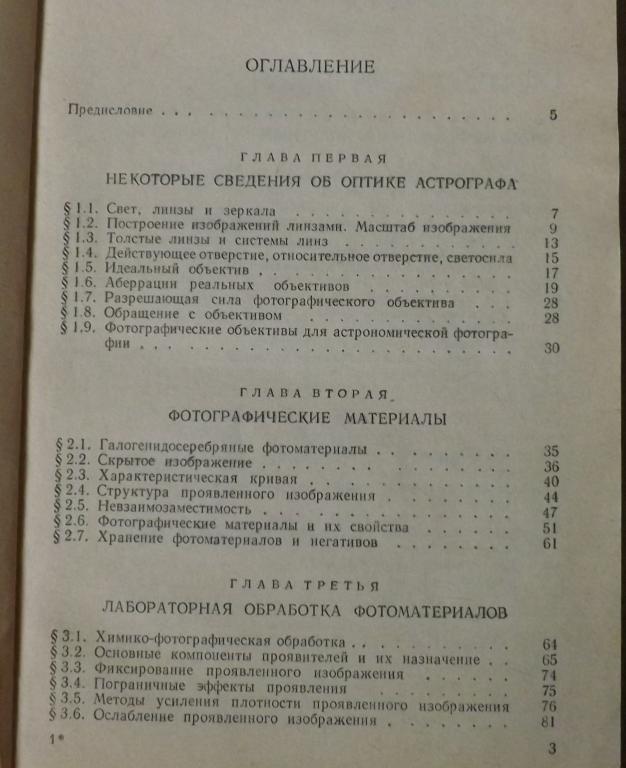 ОГЛАВЛЕНИЕ
Предисловие . . . . . . . . . . . . . . . . . . . . . . 5
ГЛАВА ПЕРВАЯ
НЕКОТОРЫЕ СВЕДЕНИЯ ОБ ОПТИКЕ АСТРОГРАФА
§ 1.1. Свет, линзы и зеркала . . . . . . . . . . . . 7
§ 1.2. Построение изображений линзами. Масштаб изображения 9
§ 1.3. Толстые линзы и системы линз . . . . . . . . . . 13
§ 1.4. Действующее отверстие, относительное отверстие, светосила 15
§ 1.5. Идеальный объектив . . . . . . . . . . . . . 17
§ 1.6. Аберрации реальных объективов . . . . . . . . . 19
§ 1.7. Разрешающая сила фотографического объектива . . . 28
§ 1.8. Обращение с объективом . . . . . . . . . . . 28
§ 1.9. Фотографические объективы для астрономической фотогра-
фии . . . . . . . . . . . . . . . . . . . . 30
ГЛАВА ВТОРАЯ
ФОТОГРАФИЧЕСКИЕ МАТЕРИАЛЫ
§ 2.1. Галогенидосеребряные фотоматериалы . . . . . . . 35
§ 2.2. Скрытое изображение . . . . . . . . . . . . . 36
§ 2.3. Характеристическая кривая . . . . . . . . . . . 40
§ 2.4. Структура проявленного изображения . . . . . . . 44
§ 2.5. Невзаимозаместимость . . . . . . . . . . . . . 47
§ 2.6. Фотографические материалы и их свойства . . . . . 51
§ 2.7. Хранение фотоматериалов и негативов . . . . . . . 61
ГЛАВА ТРЕТЬЯ
ЛАБОРАТОРНАЯ ОБРАБОТКА ФОТОМАТЕРИАЛОВ
§ 3.1. Химико-фотографическая обработка . . . . . . . . 64
§ 3.2. Основные компоненты проявителей и их назначение . . 65
§ 3.3. Фиксирование проявленного изображения . . . . . 74
§ 3.4. Пограничные эффекты проявления . . . . . . . . 75
§ 3.5. Методы усиления плотности проявленного изображения 76
§ 3.6. Ослабление проявленного изображения . . . . . . . 81
1* 3